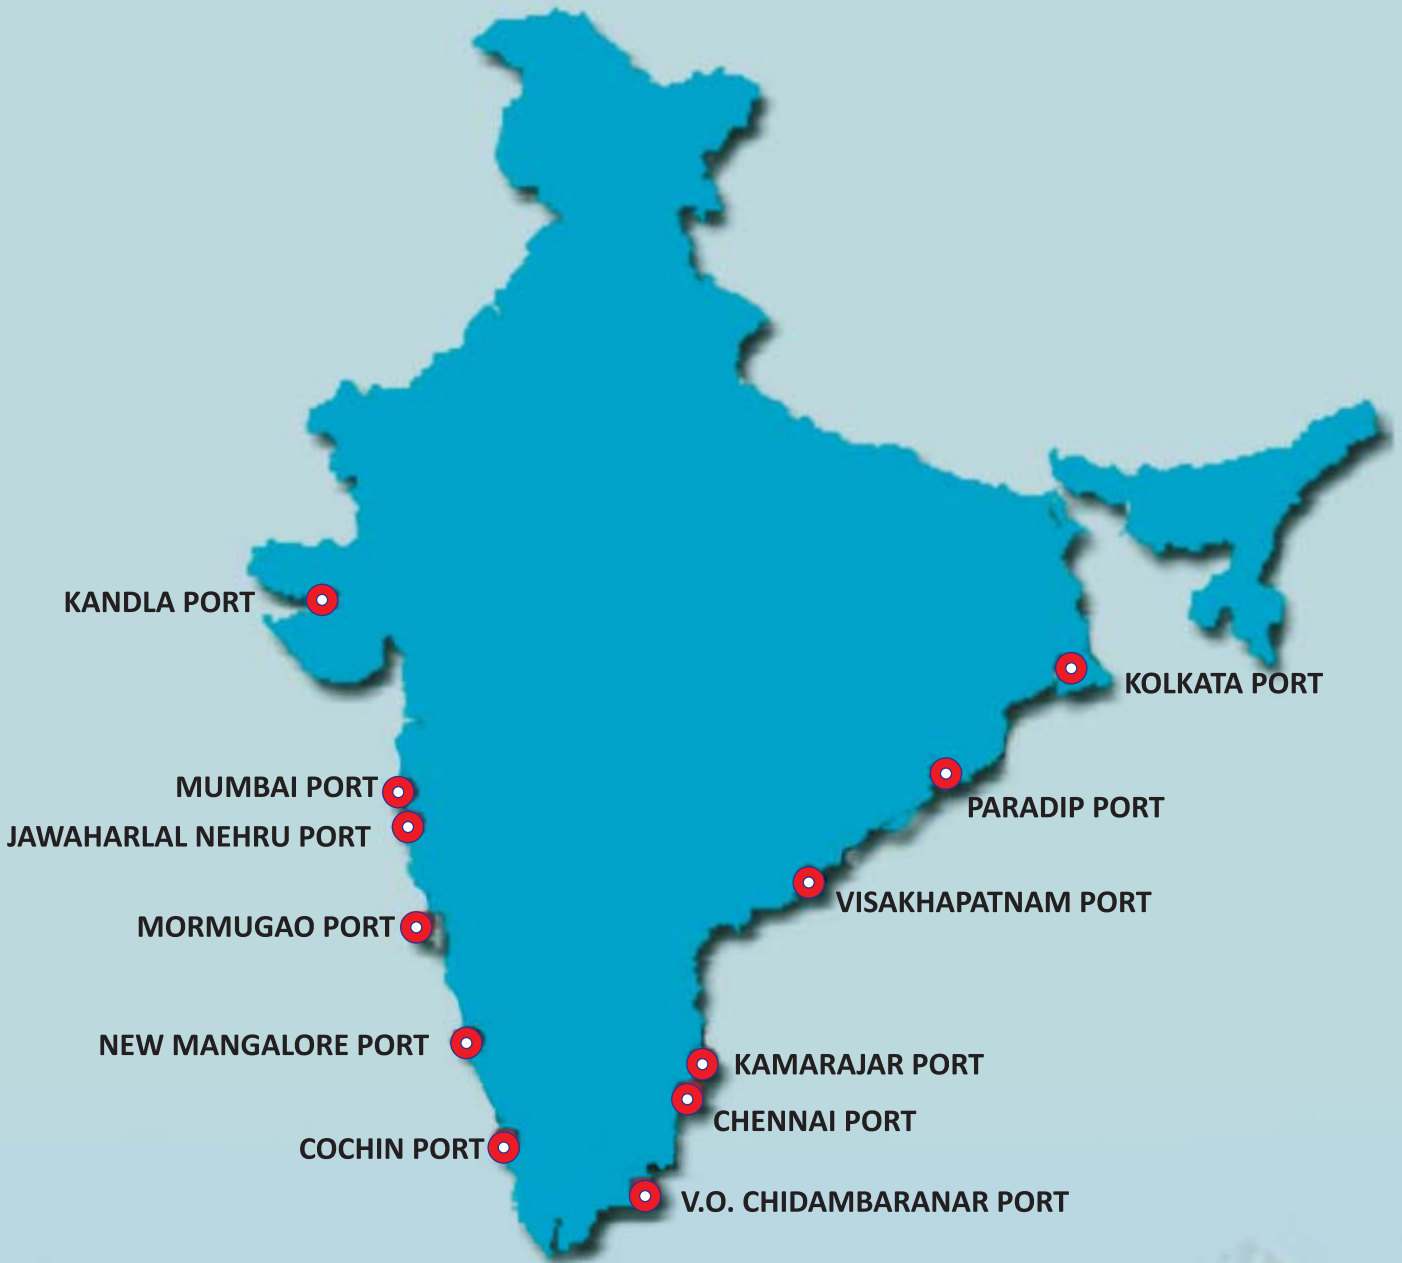 KANDLA PORT
KOLKATA PORT
MUMBAI PORT
PARADIP PORT
JAWAHARLAL NEHRU PORT
VISAKHAPATNAM PORT
MORMUGAO PORT
NEW MANGALORE PORT
KAMARAJAR PORT
CHENNAI PORT
COCHIN PORT
V.O. CHIDAMBARANAR PORT